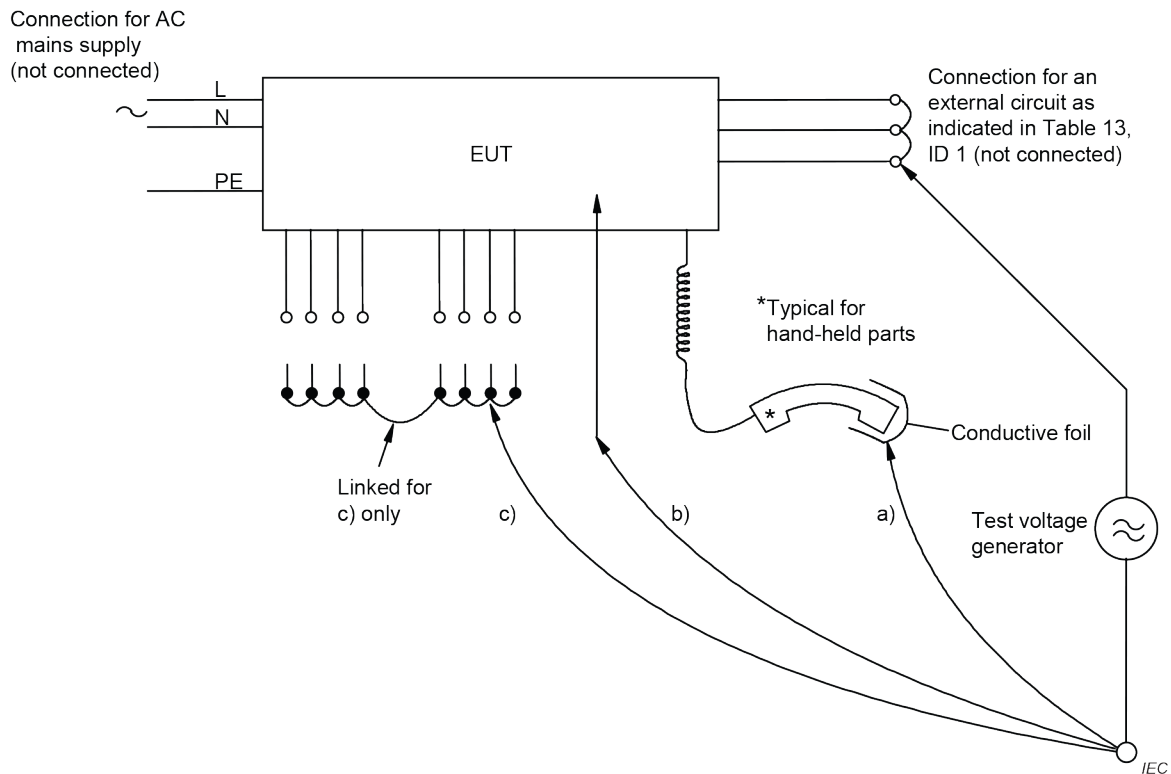 Connection for AC
mains supply
(not connected)
L
N
PE
EUT
Connection for an
external circuit as
indicated in Table 13,
ID 1 (not connected)
*Typical for
hand-held parts
*
Conductive foil
Linked for
c) only
c)
b)
a)
Test voltage
generator
IEC